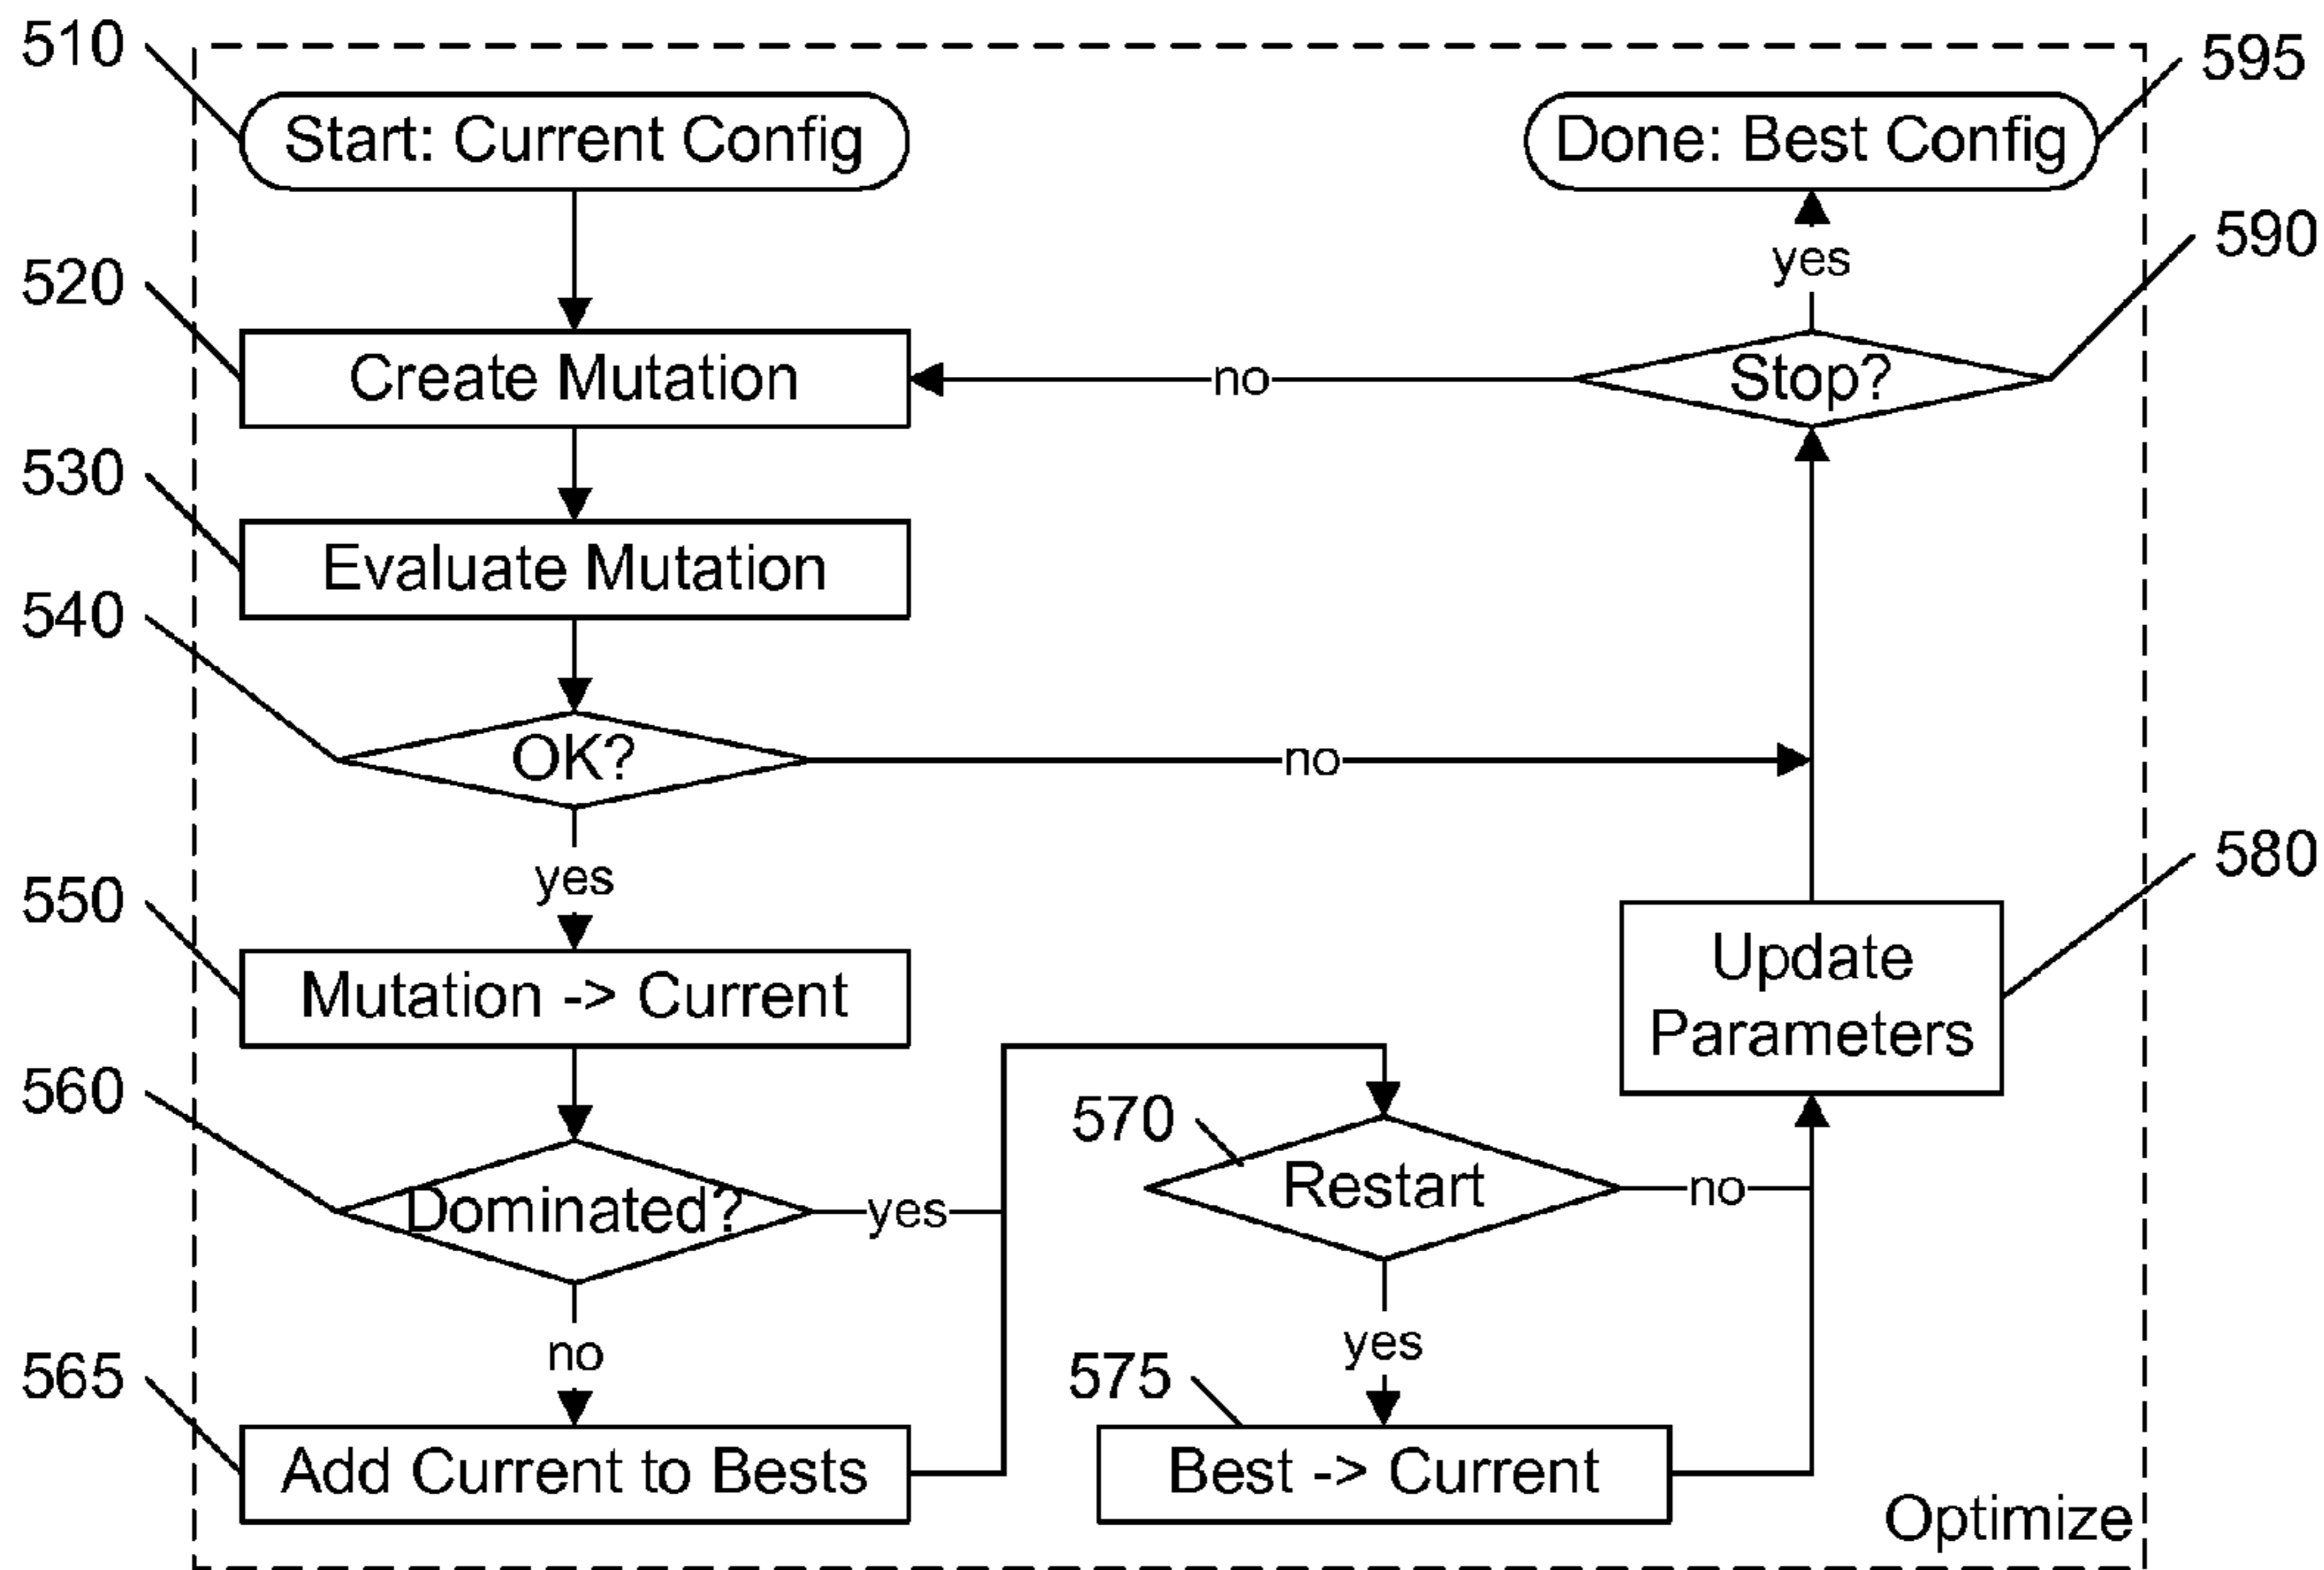 510
595
Start: Current Config
Done: Best Config
590
yes
520
Create Mutation
no
Stop?
530
Evaluate Mutation
540
OK?
no
yes
580
550
Mutation -> Current
Update
Parameters
560
570
Dominated?
yes
Restart
no
no
yes
565
575
Add Current to Bests
Best -> Current
Optimize